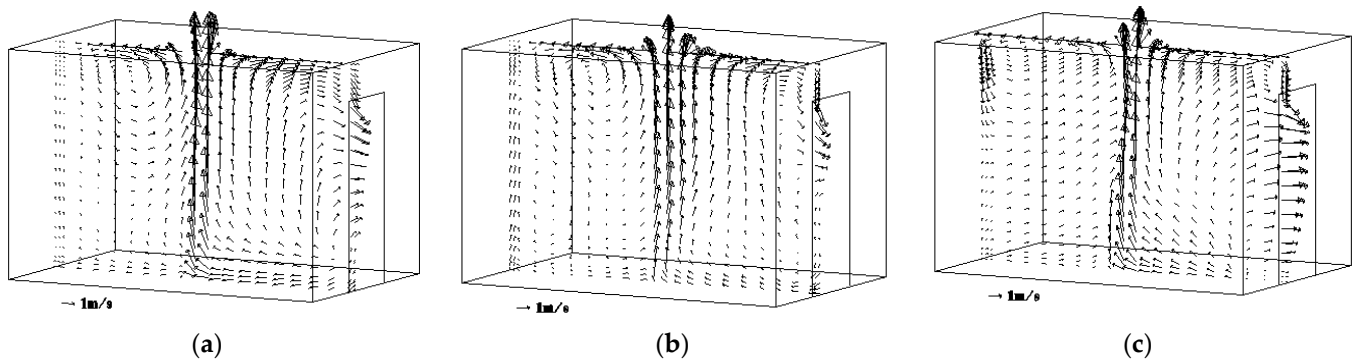 → 1m/s
→ 1m/s
→ 1m/s
(a)
(b)
(c)